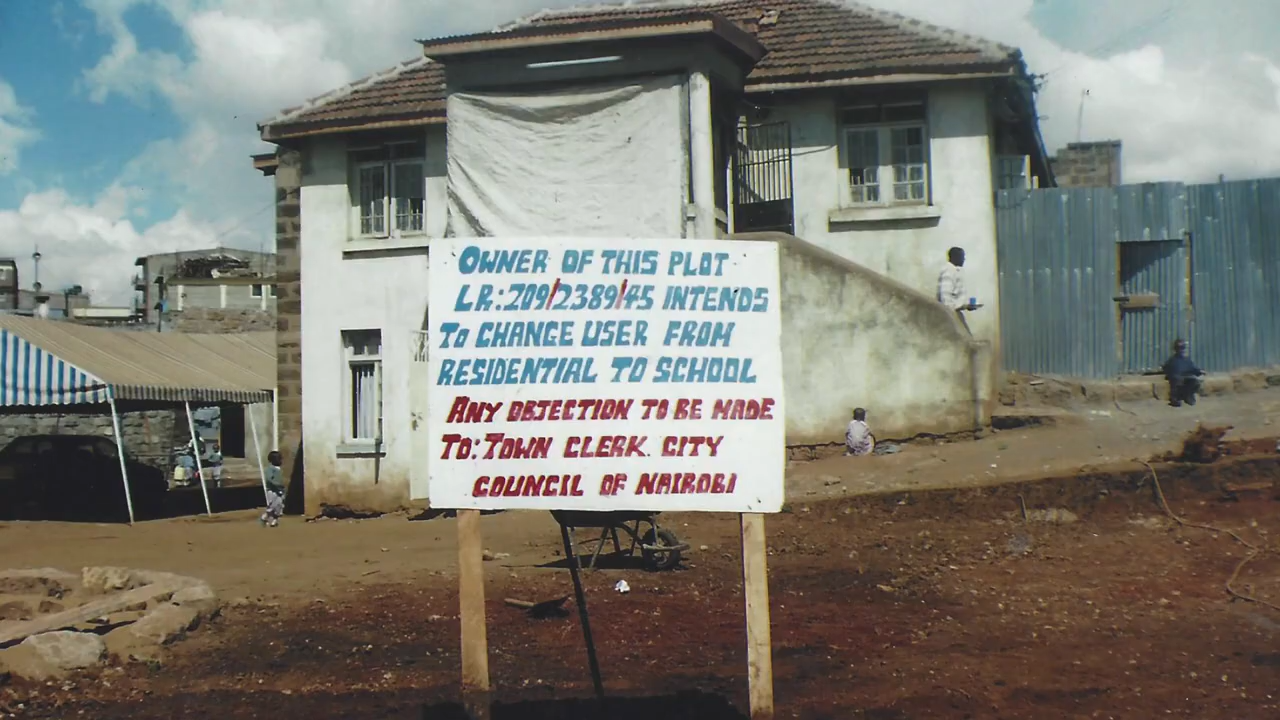 OWNER OF THIS PLOT
L.R:209/2389/45 INTENDS
TO CHANGE USER FROM
RESIDENTIAL TO SCHOOL
ANY OBJECTION TO BE MADE
TO: TOWN CLERK. CITY
COUNCIL OF NAIROBI